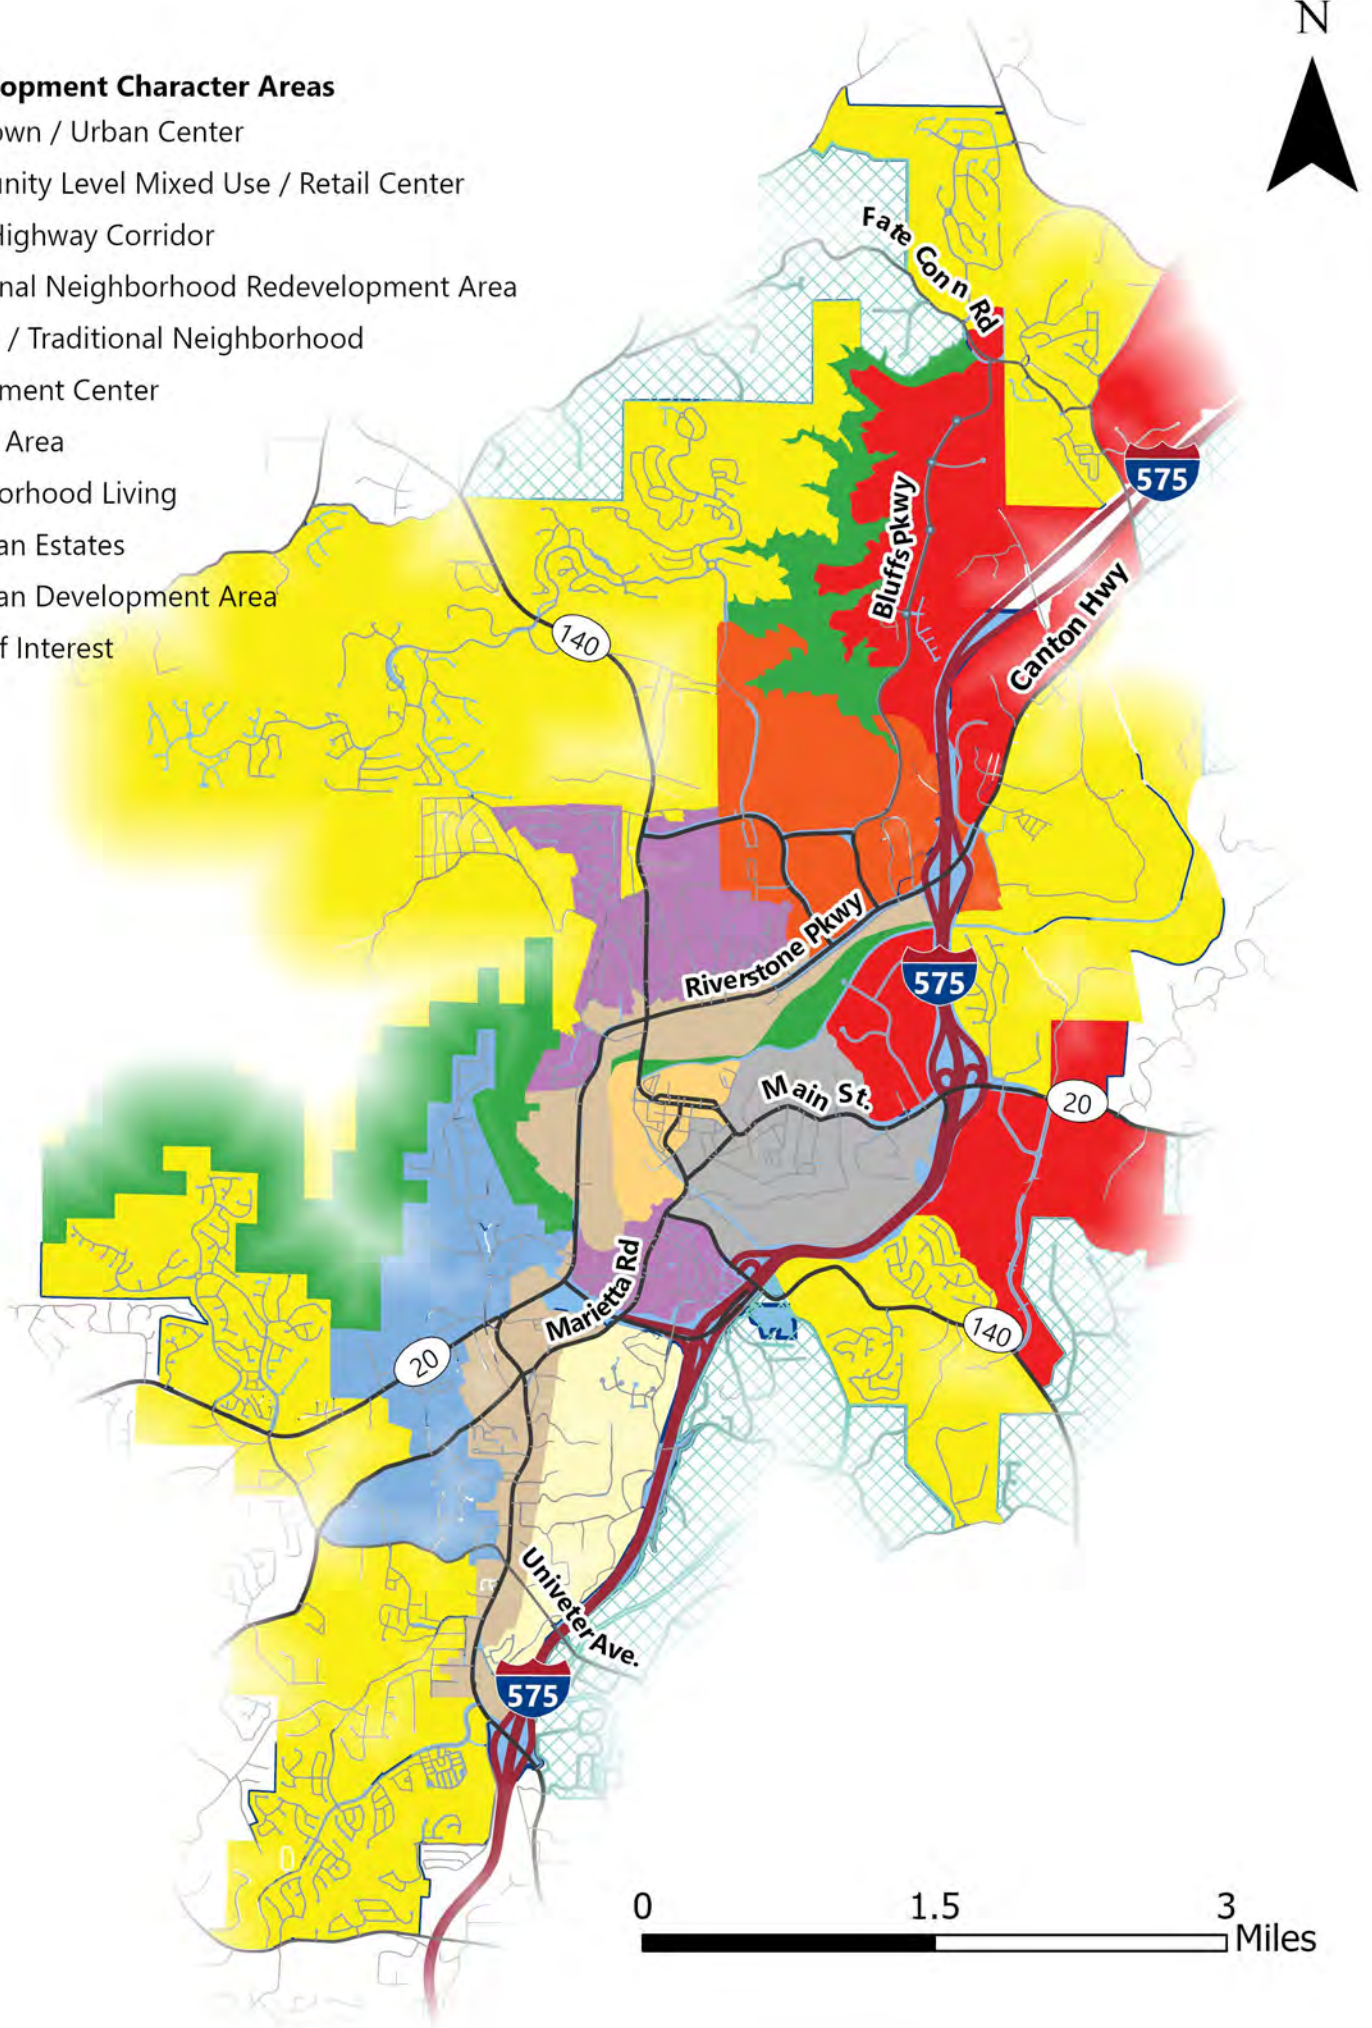 N
opment Character Areas
own / Urban Center
unity Level Mixed Use / Retail Center
Highway Corridor
nal Neighborhood Redevelopment Area
/ Traditional Neighborhood
ment Center
Area
orhood Living
an Estates
an Development Area
f Interest
Fate Conn Rd
575
Bluffs Pkwy
Canton Hwy
140
Riverstone Pkwy
575
Main St.
20
Marietta Rd
140
20
Univeter Ave.
575
0 1.5 3
Miles